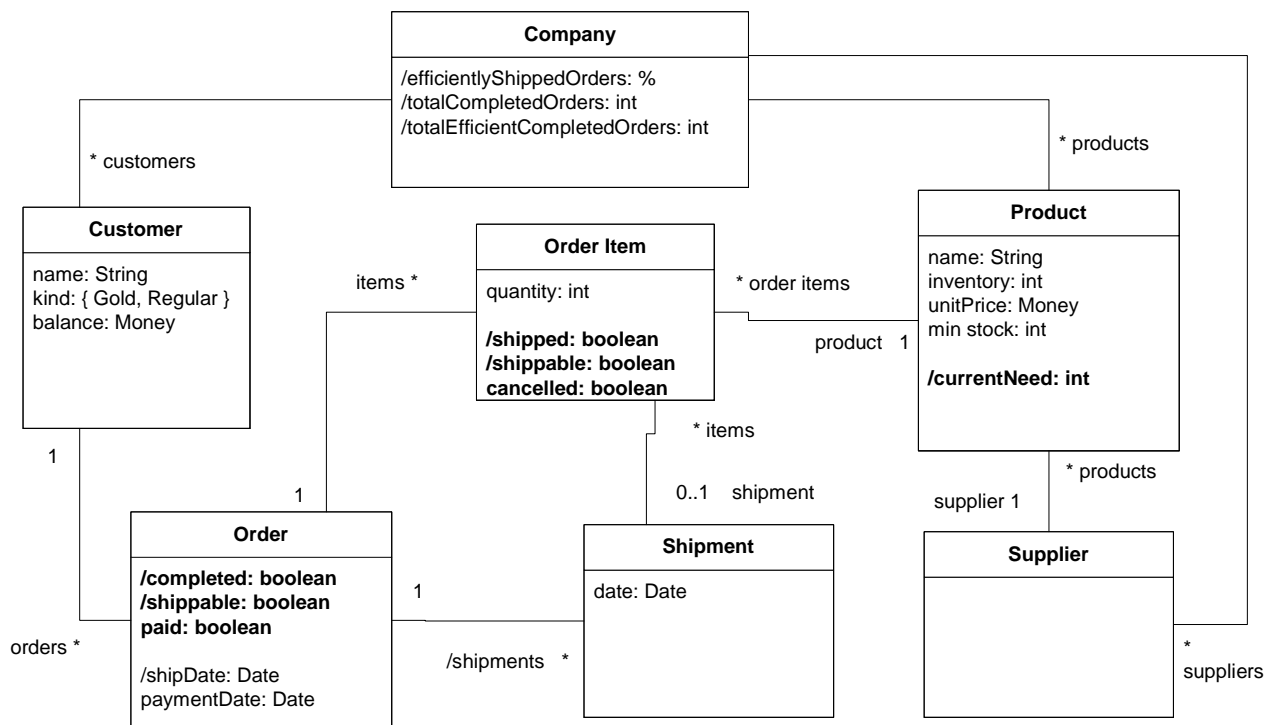 Company
/efficientlyShippedOrders: %
/totalCompletedOrders: int
/totalEfficientCompletedOrders: int
* customers
* products
Customer
name: String
kind: { Gold, Regular }
balance: Money
Order Item
quantity: int
/shipped: boolean
/shippable: boolean
cancelled: boolean
items *
* order items
product 1
Product
name: String
inventory: int
unitPrice: Money
min stock: int
/currentNeed: int
1
1
* items
0..1 shipment
* products
supplier 1
Order
/completed: boolean
/shippable: boolean
paid: boolean
/shipDate: Date
paymentDate: Date
orders *
1
/shipments *
Shipment
date: Date
Supplier
*
suppliers